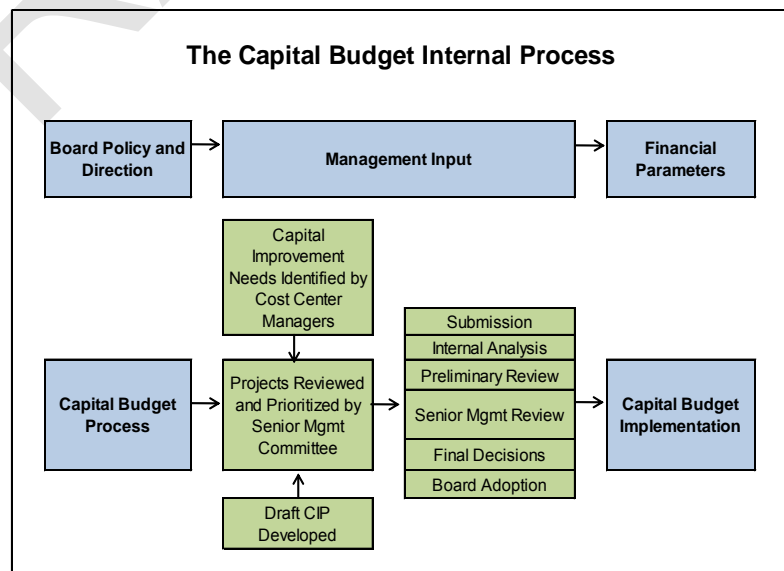 The Capital Budget Internal Process
Board Policy and
Direction
Management Input
Financial
Parameters
Capital
Improvement
Needs Identified by
Cost Center
Managers
Capital Budget
Process
Projects Reviewed
and Prioritized by
Senior Mgmt
Committee
Draft CIP
Developed
Submission
Internal Analysis
Preliminary Review
Senior Mgmt Review
Final Decisions
Board Adoption
Capital Budget
Implementation